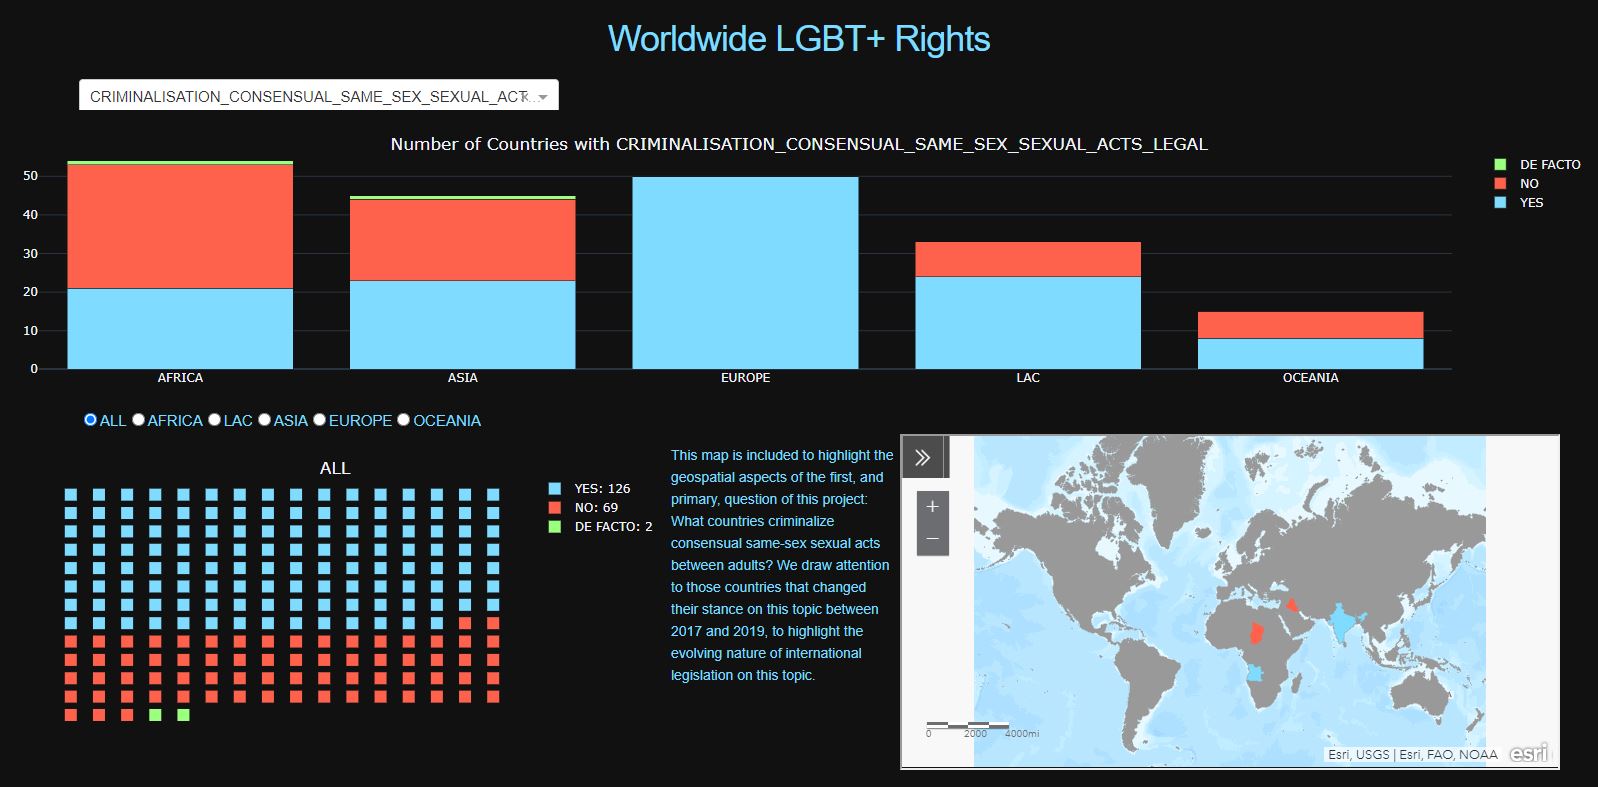 Worldwide LGBT+ Rights
CRIMINALISATION_CONSENSUAL_SAME_SEX_SEXUAL_ACT...
Number of Countries with CRIMINALISATION_CONSENSUAL_SAME_SEX_SEXUAL_ACTS_LEGAL
DE FACTO
NO
YES
50
40
30
20
10
0
AFRICA
ASIA
EUROPE
LAC
OCEANIA
ALL AFRICA LAC ASIA EUROPE OCEANIA
ALL
YES: 126
NO: 69
DE FACTO: 2
This map is included to highlight the
geospatial aspects of the first, and
primary, question of this project:
What countries criminalize
consensual same-sex sexual acts
between adults? We draw attention
to those countries that changed
their stance on this topic between
2017 and 2019, to highlight the
evolving nature of international
legislation on this topic.
+
−
0 2000 4000mi
Esri, USGS | Esri, FAO, NOAA esri